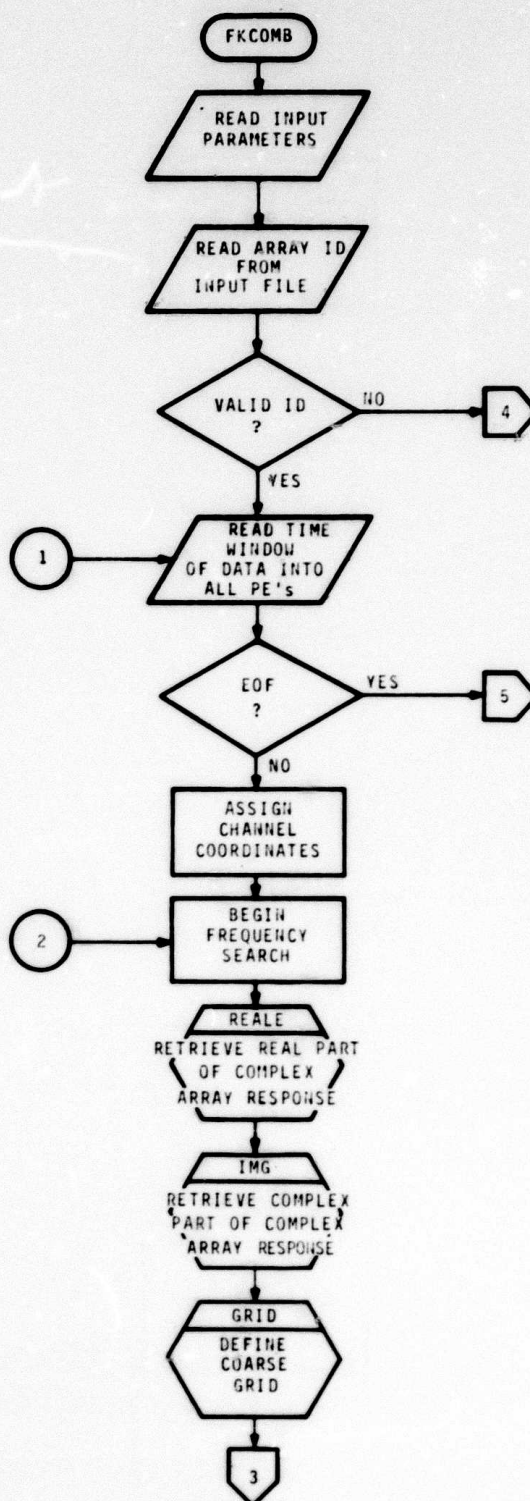 FKCOMB
READ INPUT
PARAMETERS
READ ARRAY ID
FROM
INPUT FILE
VALID ID
?
NO
4
YES
READ TIME
WINDOW
OF DATA INTO
ALL PE's
1
EOF
?
YES
5
NO
ASSIGN
CHANNEL
COORDINATES
BEGIN
FREQUENCY
SEARCH
2
REALE
RETRIEVE REAL PART
OF COMPLEX
ARRAY RESPONSE
IMG
RETRIEVE COMPLEX
PART OF COMPLEX
ARRAY RESPONSE
GRID
DEFINE
COARSE
GRID
3